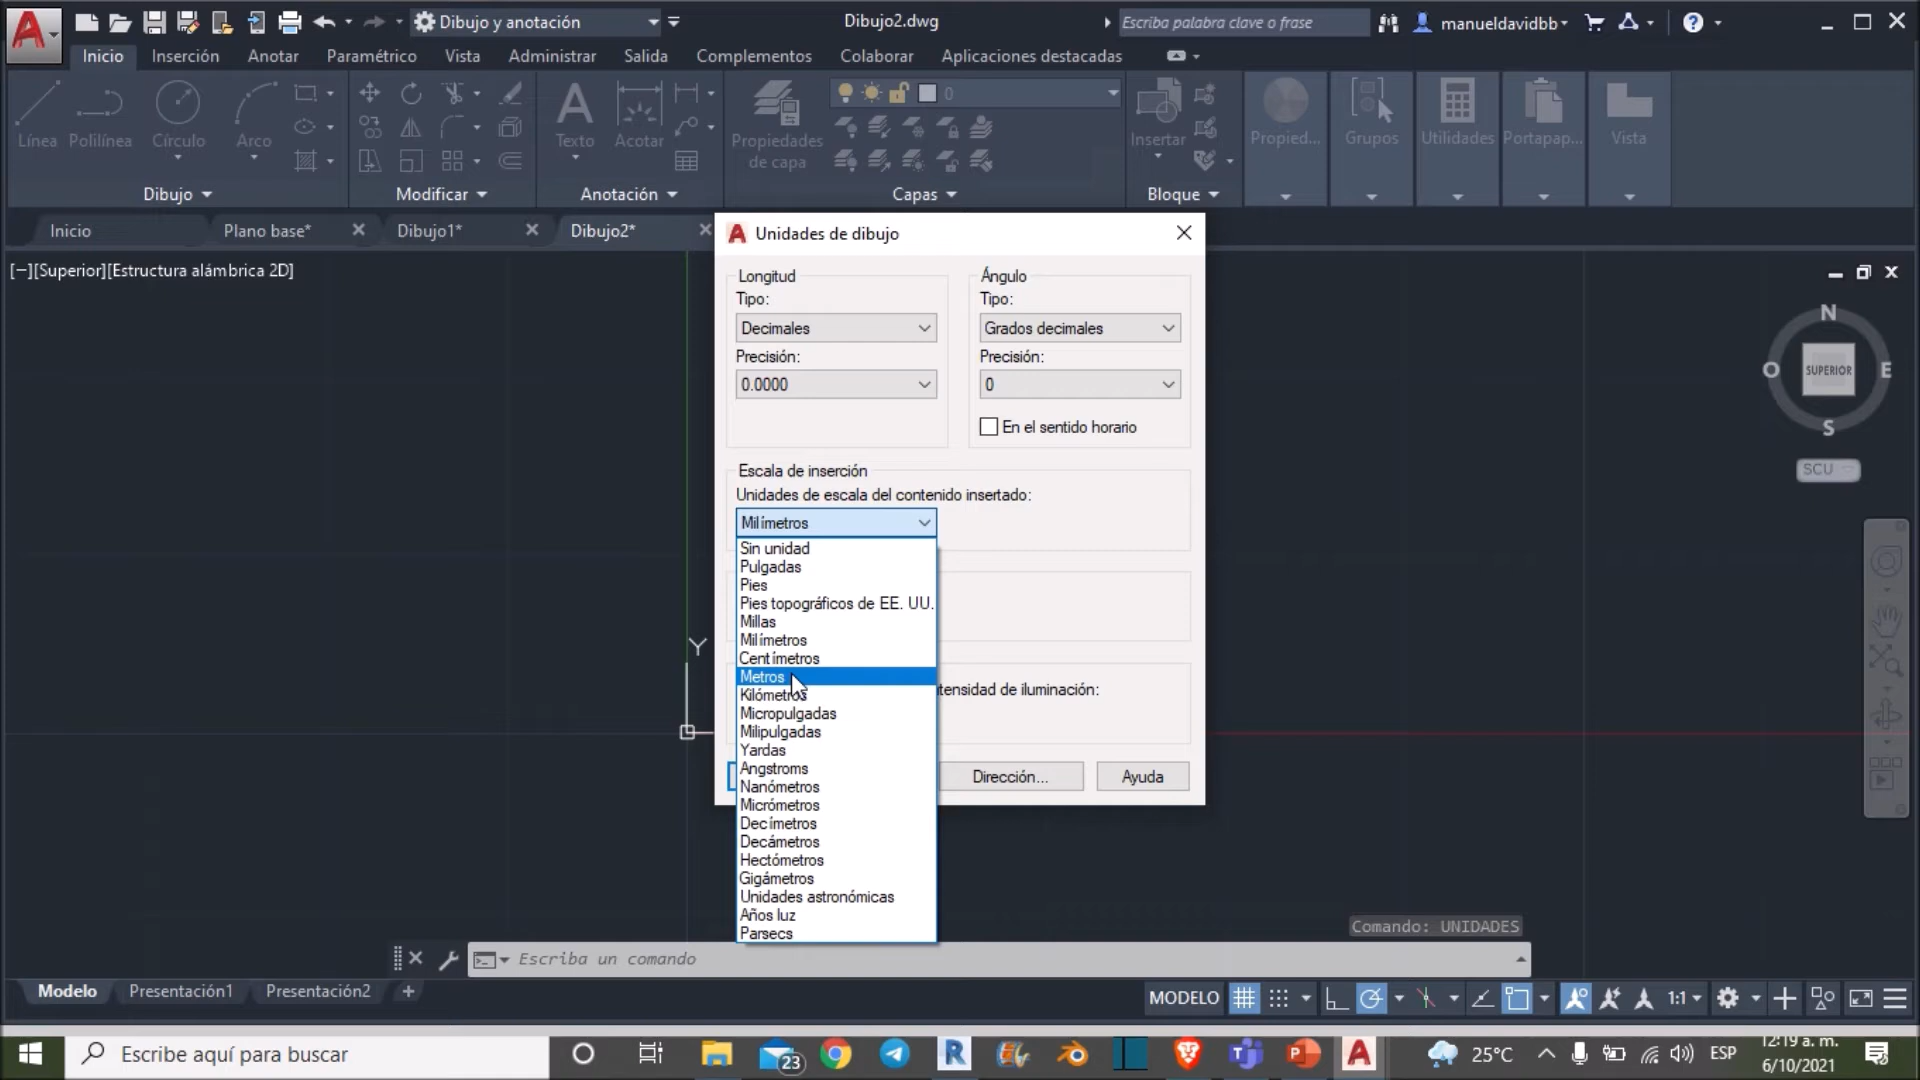 Dibujo y anotación
Dibujo2.dwg
Escriba palabra clave o frase
manueldavidbb
Inicio
Inserción
Anotar
Paramétrico
Vista
Administrar
Salida
Complementos
Colaborar
Aplicaciones destacadas
0
Línea
Polilínea
Círculo
Arco
Texto
Acotar
Propiedades de capa
Insertar
Propied...
Grupos
Utilidades
Portapap...
Vista
Dibujo
Modificar
Anotación
Capas
Bloque
Inicio
Plano base*
Dibujo1*
Dibujo2*
[−][Superior][Estructura alámbrica 2D]
Unidades de dibujo
Longitud
Tipo:
Decimales
Precisión:
0.0000
Ángulo
Tipo:
Grados decimales
Precisión:
0
En el sentido horario
Escala de inserción
Unidades de escala del contenido insertado:
Milímetros
Sin unidad
Pulgadas
Pies
Pies topográficos de EE. UU.
Millas
Milímetros
Centímetros
Metros
Kilómetros
Micropulgadas
Milipulgadas
Yardas
Angstroms
Nanómetros
Micrómetros
Decímetros
Decámetros
Hectómetros
Gigámetros
Unidades astronómicas
Años luz
Parsecs
tensidad de iluminación:
Dirección...
Ayuda
N
O
SUPERIOR
E
S
SCU
Y
Comando: UNIDADES
Escriba un comando
Modelo
Presentación1
Presentación2
MODELO
1:1
Escribe aquí para buscar
23
25°C
ESP
12:19 a. m.
6/10/2021